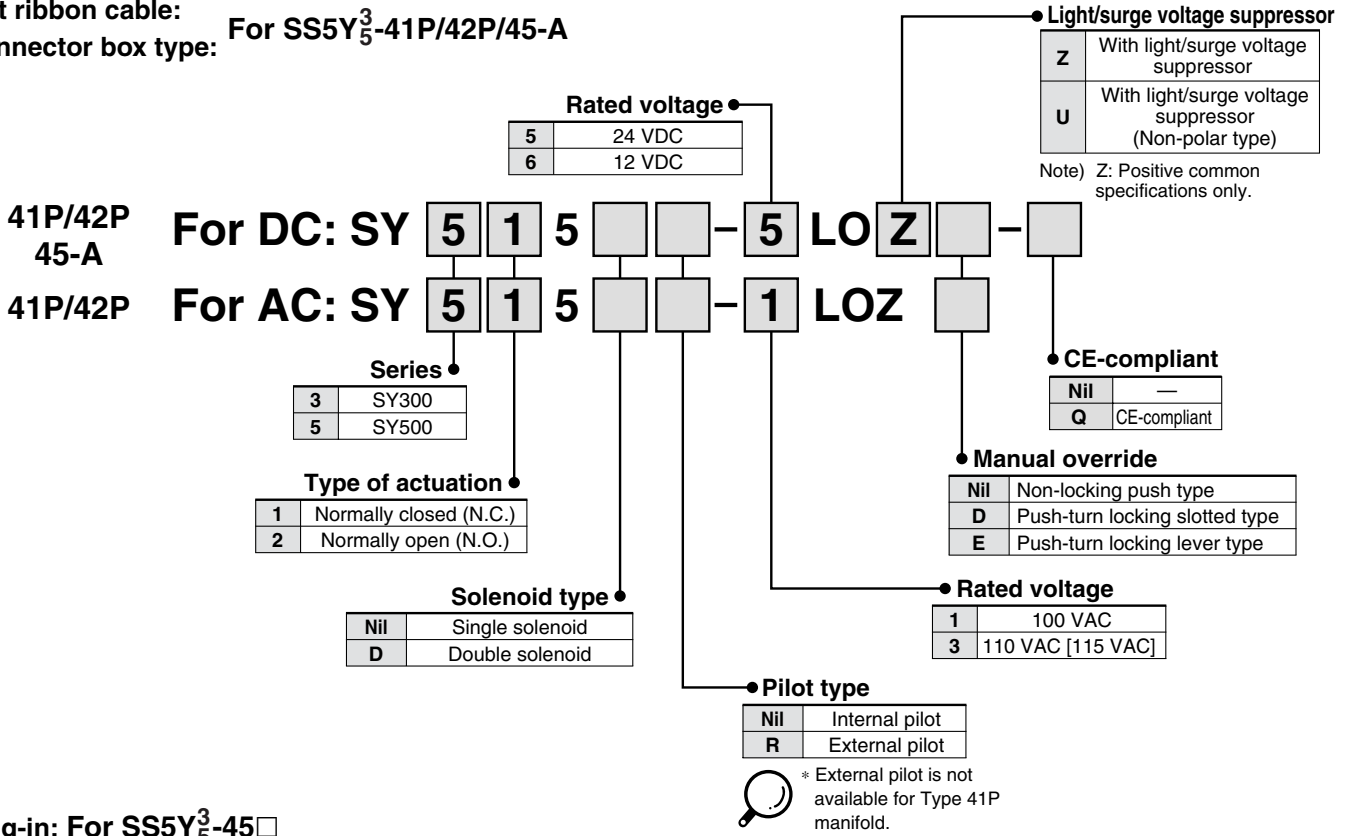 t ribbon cable:
nnector box type:
For SS5Y3/5-41P/42P/45-A
Light/surge voltage suppressor
Z With light/surge voltage
suppressor
U With light/surge voltage
suppressor
(Non-polar type)
Note) Z: Positive common
specifications only.
Rated voltage
5 24 VDC
6 12 VDC
41P/42P
45-A
For DC: SY 5 1 5 □ □ – 5 LO Z □ – □
41P/42P For AC: SY 5 1 5 □ □ – 1 LOZ □
Series
3 SY300
5 SY500
CE-compliant
Nil —
Q CE-compliant
Type of actuation
1 Normally closed (N.C.)
2 Normally open (N.O.)
Manual override
Nil Non-locking push type
D Push-turn locking slotted type
E Push-turn locking lever type
Solenoid type
Nil Single solenoid
D Double solenoid
Rated voltage
1 100 VAC
3 110 VAC [115 VAC]
Pilot type
Nil Internal pilot
R External pilot
* External pilot is not
available for Type 41P
manifold.
g-in: For SS5Y3/5-45□